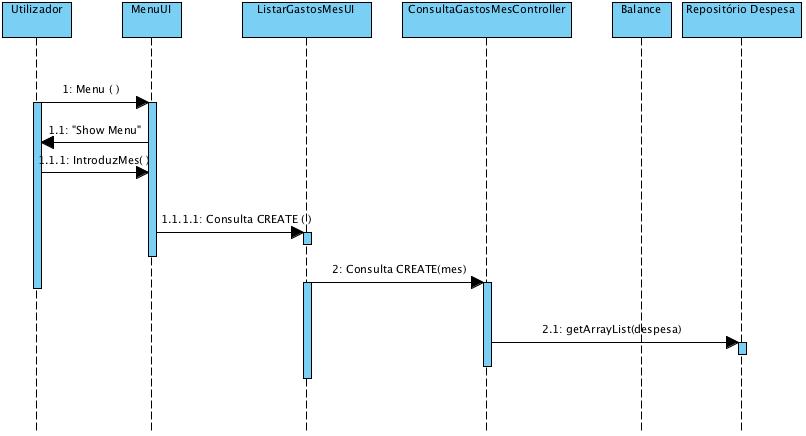 Utilizador
MenuUI
ListarGastosMesUI
ConsultaGastosMesController
Balance
Repositório Despesa
1: Menu ( )
1.1: "Show Menu"
1.1.1: IntroduzMes( )
1.1.1.1: Consulta CREATE ( )
2: Consulta CREATE(mes)
2.1: getArrayList(despesa)